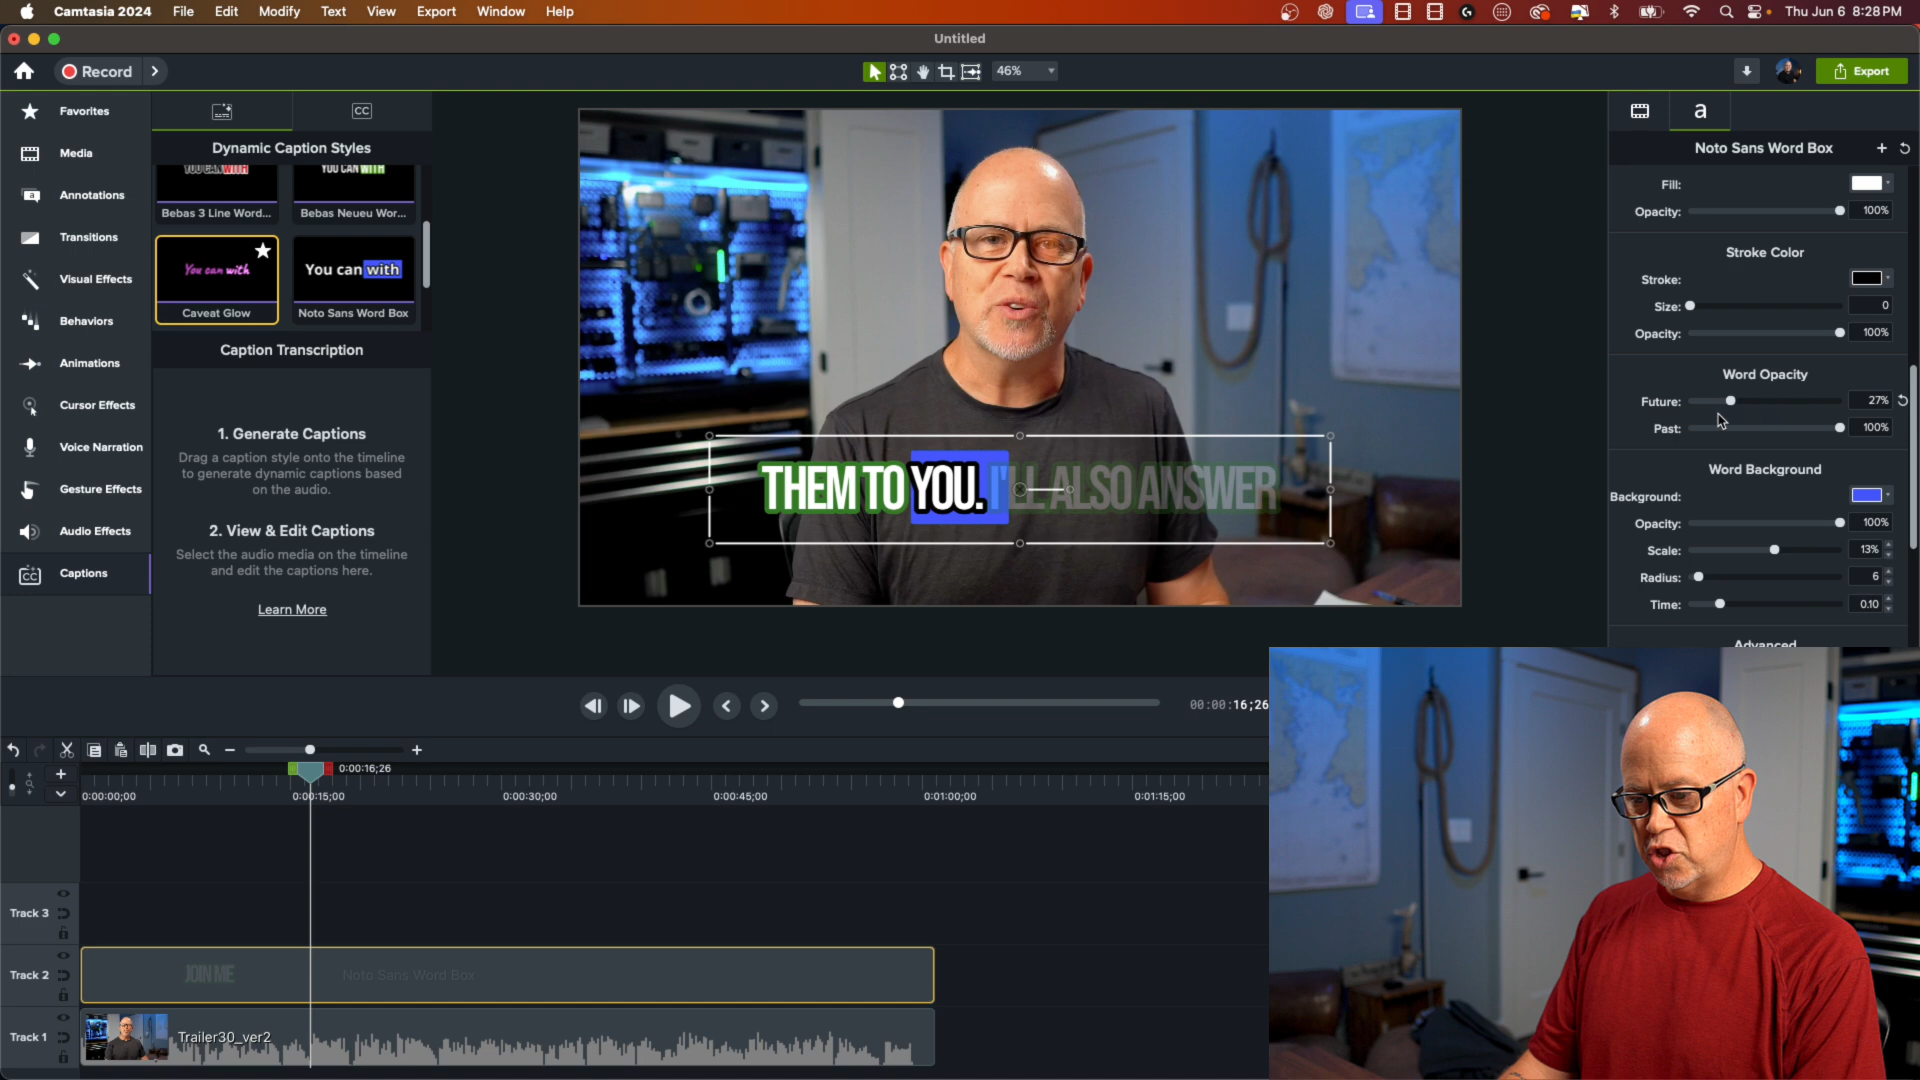 Camtasia 2024 File Edit Modify Text View Export Window Help
Thu Jun 6 8:28 PM
Untitled
Record
46%
Export
Favorites
Media
Annotations
Transitions
Visual Effects
Behaviors
Animations
Cursor Effects
Voice Narration
Gesture Effects
Audio Effects
CC
Captions
CC
Dynamic Caption Styles
YOU CAN WITH
YOU CAN WITH
Bebas 3 Line Word...
Bebas Neueu Wor...
You can with
You can with
Caveat Glow
Noto Sans Word Box
Caption Transcription
1. Generate Captions
Drag a caption style onto the timeline
to generate dynamic captions based
on the audio.
2. View & Edit Captions
Select the audio media on the timeline
and edit the captions here.
Learn More
THEM TO YOU. I'LL ALSO ANSWER
a
Noto Sans Word Box
Fill:
Opacity: 100%
Stroke Color
Stroke:
Size: 0
Opacity: 100%
Word Opacity
Future: 27%
Past: 100%
Word Background
Background:
Opacity: 100%
Scale: 13%
Radius: 6
Time: 0.10
Advanced
00:00:16;26
0:00:16;26
0:00:00;00
0:00:15;00
0:00:30;00
0:00:45;00
0:01:00;00
0:01:15;00
Track 3
Track 2
JOIN ME
Noto Sans Word Box
Track 1
Trailer30_ver2